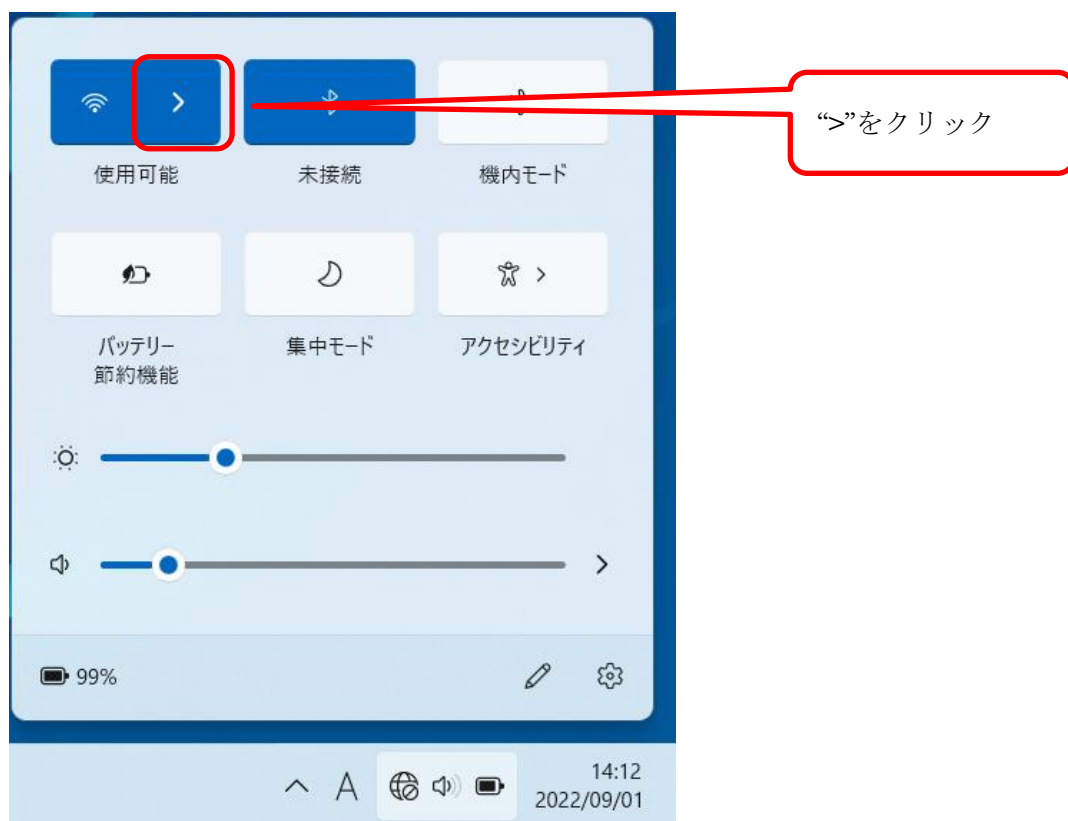 “>”をクリック
使用可能
未接続
機内モード
バッテリー
節約機能
集中モード
アクセシビリティ
99%
A
14:12
2022/09/01